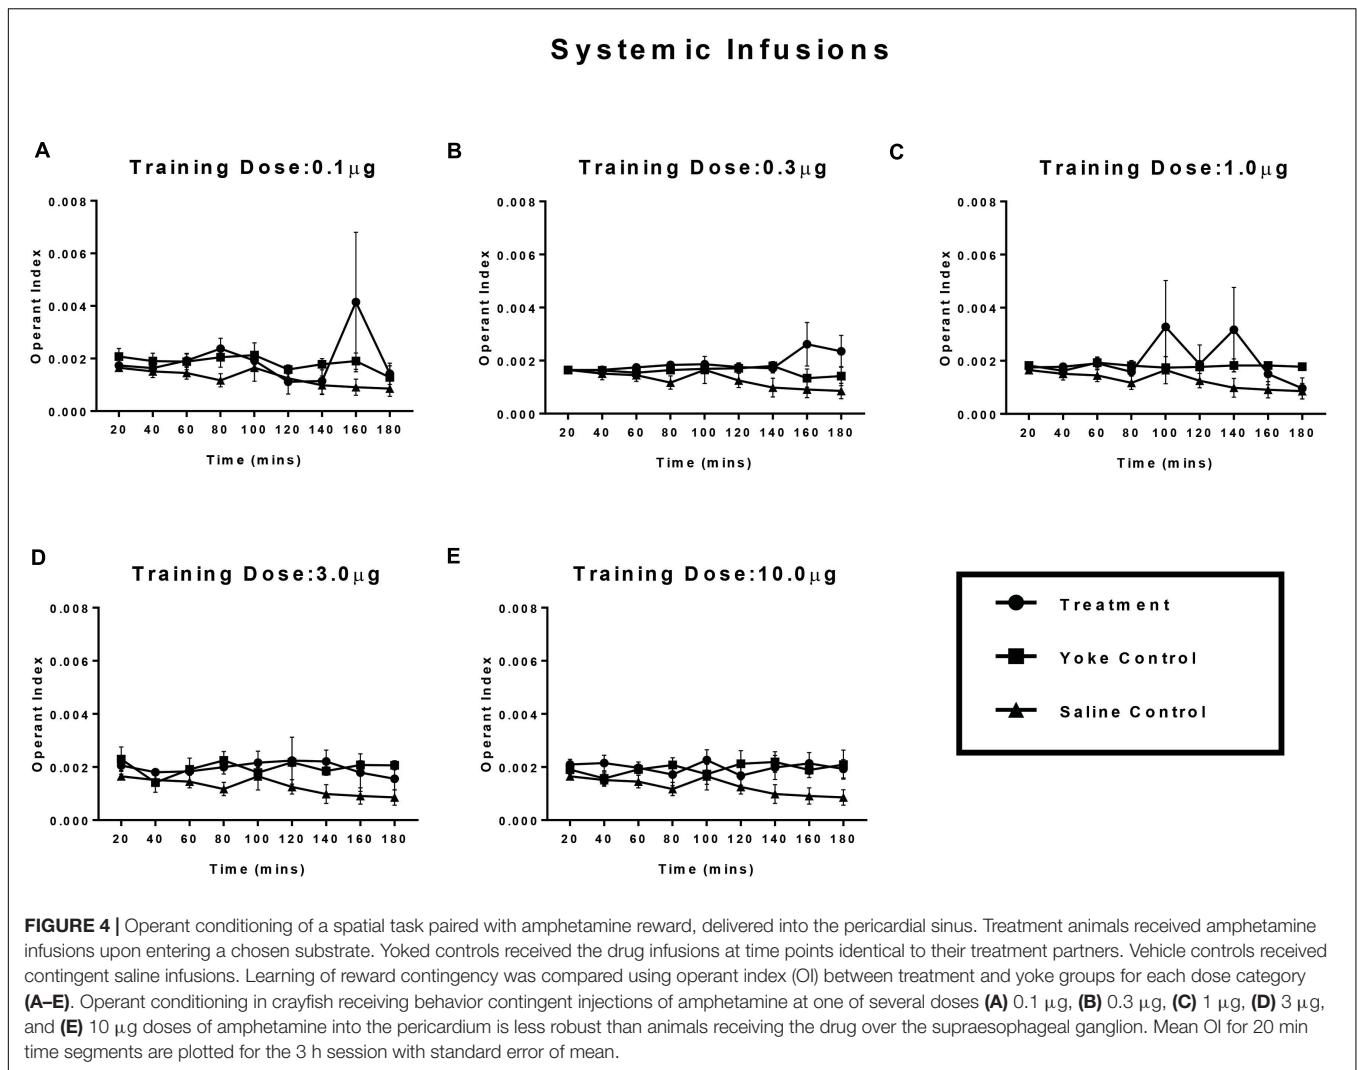 Systemic Infusions
A
Training Dose:0.1µg
0.008
0.006
0.004
0.002
0.000
Operant Index
20 40 60 80 100 120 140 160 180
Time (mins)
B
Training Dose:0.3µg
0.008
0.006
0.004
0.002
0.000
Operant Index
20 40 60 80 100 120 140 160 180
Time (mins)
C
Training Dose:1.0µg
0.008
0.006
0.004
0.002
0.000
Operant Index
20 40 60 80 100 120 140 160 180
Time (mins)
D
Training Dose:3.0µg
0.008
0.006
0.004
0.002
0.000
Operant Index
20 40 60 80 100 120 140 160 180
Time (mins)
E
Training Dose:10.0µg
0.008
0.006
0.004
0.002
0.000
Operant Index
20 40 60 80 100 120 140 160 180
Time (mins)
Treatment
Yoke Control
Saline Control
FIGURE 4 | Operant conditioning of a spatial task paired with amphetamine reward, delivered into the pericardial sinus. Treatment animals received amphetamine
infusions upon entering a chosen substrate. Yoked controls received the drug infusions at time points identical to their treatment partners. Vehicle controls received
contingent saline infusions. Learning of reward contingency was compared using operant index (OI) between treatment and yoke groups for each dose category
(A–E). Operant conditioning in crayfish receiving behavior contingent injections of amphetamine at one of several doses (A) 0.1 µg, (B) 0.3 µg, (C) 1 µg, (D) 3 µg,
and (E) 10 µg doses of amphetamine into the pericardium is less robust than animals receiving the drug over the supraesophageal ganglion. Mean OI for 20 min
time segments are plotted for the 3 h session with standard error of mean.